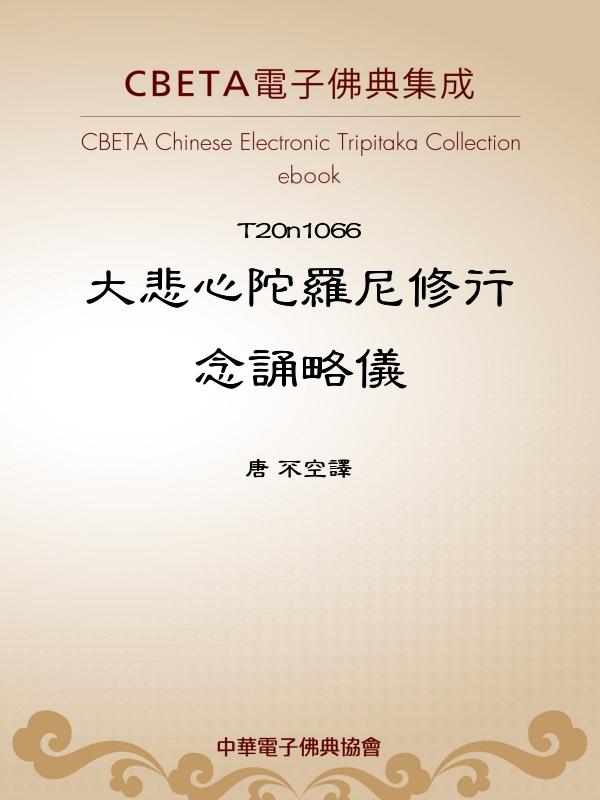 CBETA電子佛典集成
CBETA Chinese Electronic Tripitaka Collection
ebook
T20n1066
大悲心陀羅尼修行
念誦略儀
唐 不空譯
中華電子佛典協會